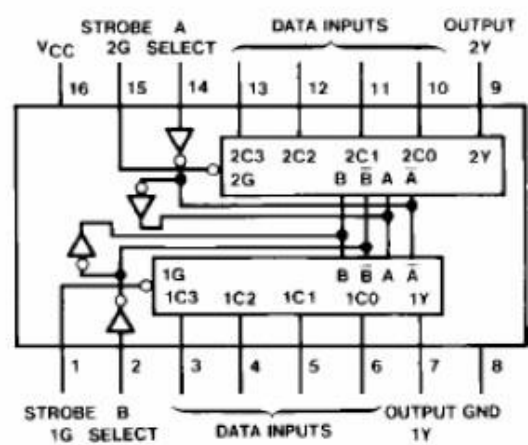 STROBE A DATA INPUTS OUTPUT
VCC 2G SELECT 2Y
16 15 14 13 12 11 10 9
2C3 2C2 2C1 2C0 2Y
2G B B̅ A A̅
1G B B̅ A A̅
1C3 1C2 1C1 1C0 1Y
1 2 3 4 5 6 7 8
STROBE B DATA INPUTS OUTPUT GND
1G SELECT 1Y